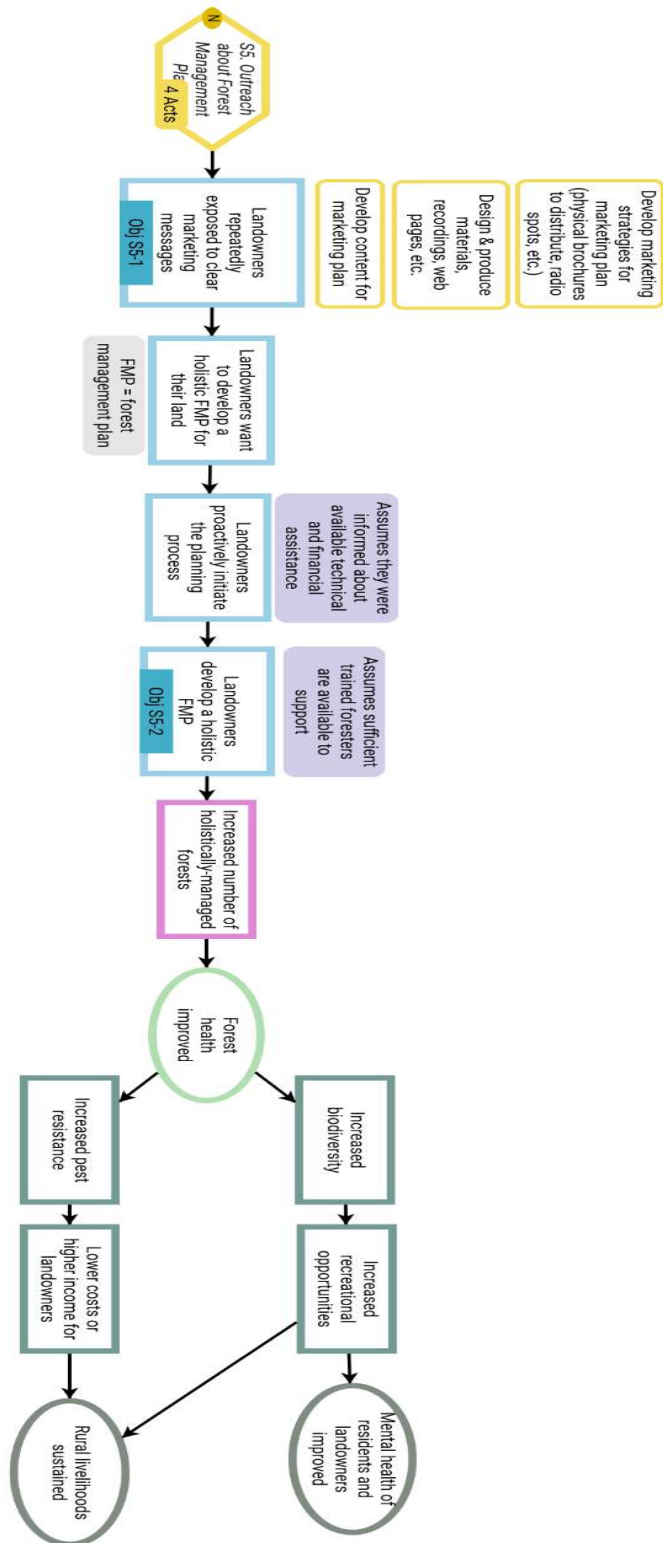 Develop marketing
strategies for
marketing plan
(physical brochures
to distribute, radio
spots, etc.)
Design & produce
materials,
recordings, web
pages, etc.
Develop content for
marketing plan
S5. Outreach
about Forest
Management
4 Acts
N
Landowners
repeatedly
exposed to clear
marketing
messages
Obj S5-1
Landowners want
to develop a
holistic FMP for
their land
FMP = forest
management plan
Assumes they were
informed about
available technical
and financial
assistance
Landowners
proactively initiate
the planning
process
Assumes sufficient
trained foresters
are available to
support
Landowners
develop a holistic
FMP
Obj S5-2
Increased number of
holistically-managed
forests
Forest
health
improved
Increased
biodiversity
Increased
recreational
opportunities
Mental health of
residents and
landowners
improved
Increased pest
resistance
Lower costs or
higher income for
landowners
Rural livelihoods
sustained